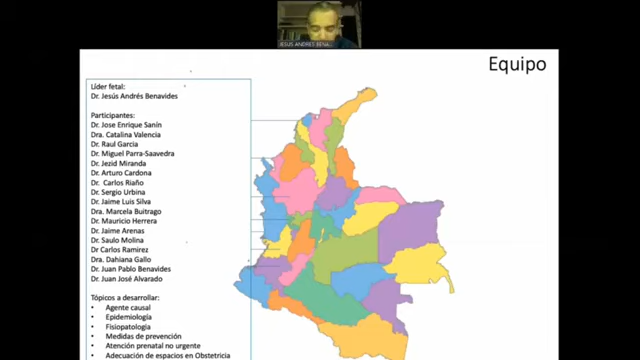 JESUS ANDRES BENA...
Equipo
Líder fetal:
Dr. Jesús Andrés Benavides
Participantes:
Dr. Jose Enrique Sanín
Dra. Catalina Valencia
Dr. Raul Garcia
Dr. Miguel Parra-Saavedra
Dr. Jezid Miranda
Dr. Arturo Cardona
Dr. Carlos Riaño
Dr. Sergio Urbina
Dr. Jaime Luis Silva
Dra. Marcela Buitrago
Dr. Mauricio Herrera
Dr. Jaime Arenas
Dr. Saulo Molina
Dr Carlos Ramirez
Dra. Dahiana Gallo
Dr. Juan Pablo Benavides
Dr. Juan José Alvarado
Tópicos a desarrollar:
• Agente causal
• Epidemiología
• Fisiopatología
• Medidas de prevención
• Atención prenatal no urgente
• Adecuación de espacios en Obstetricia